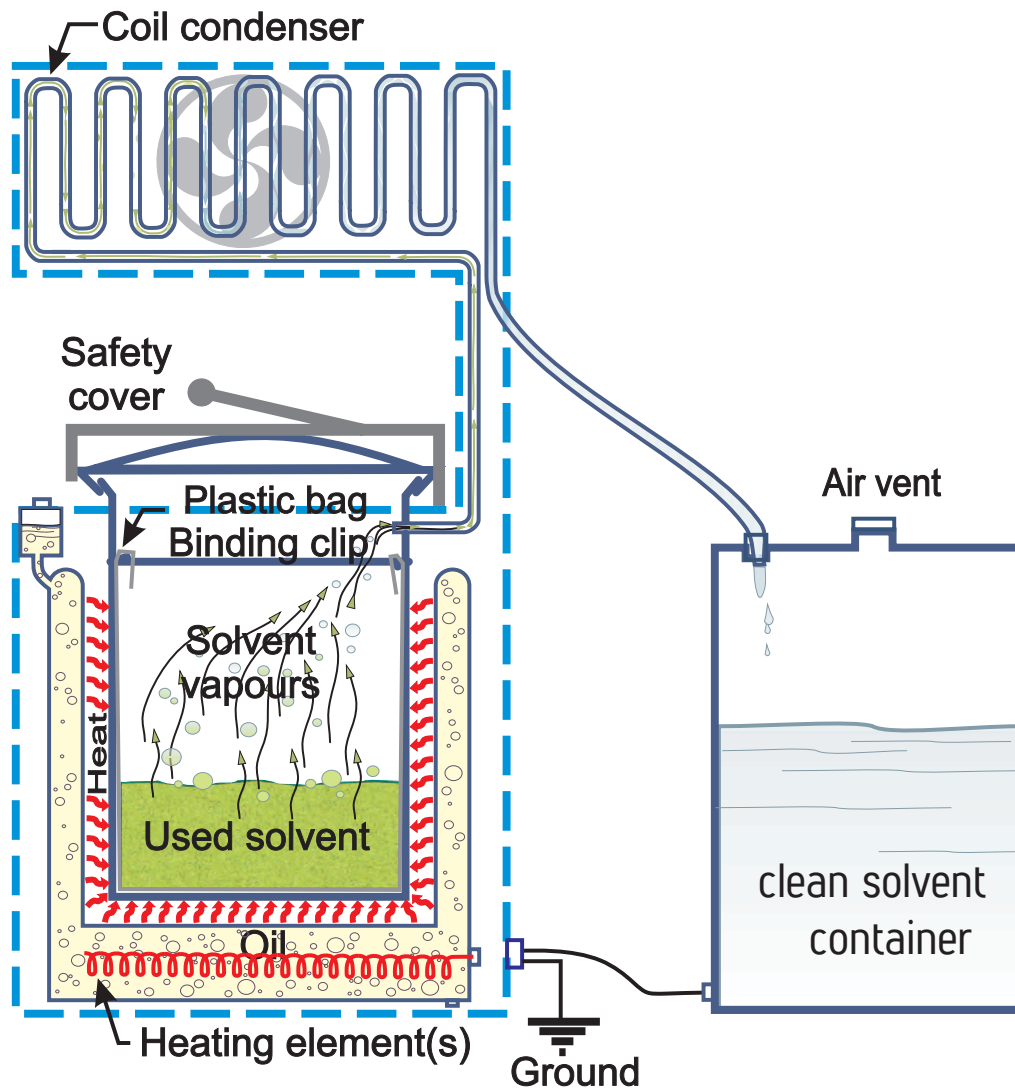 Coil condenser
Safety
cover
Air vent
Plastic bag
Binding clip
Solvent
vapours
Heat
Used solvent
clean solvent
container
Oil
Heating element(s)
Ground